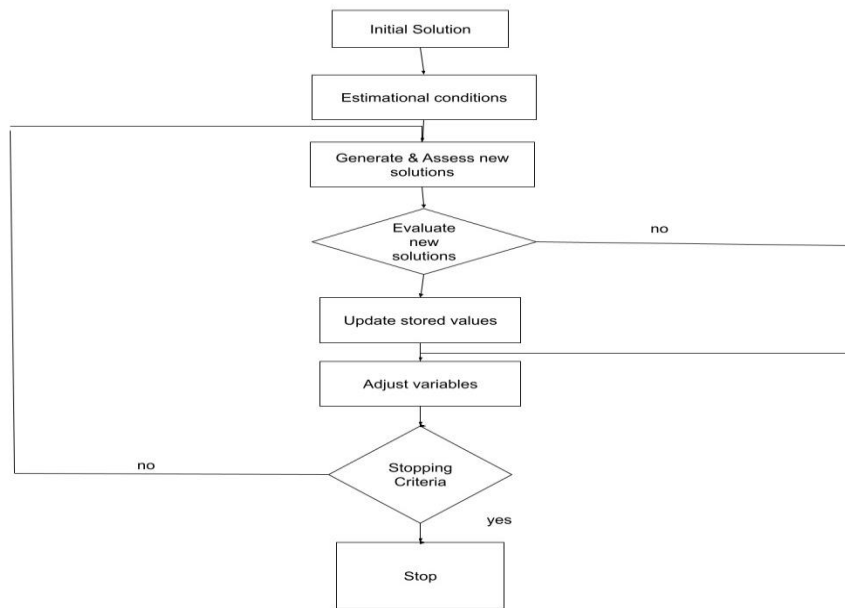 Initial Solution
Estimational conditions
Generate & Assess new
solutions
Evaluate
new
solutions
no
Update stored values
Adjust variables
no
Stopping
Criteria
yes
Stop